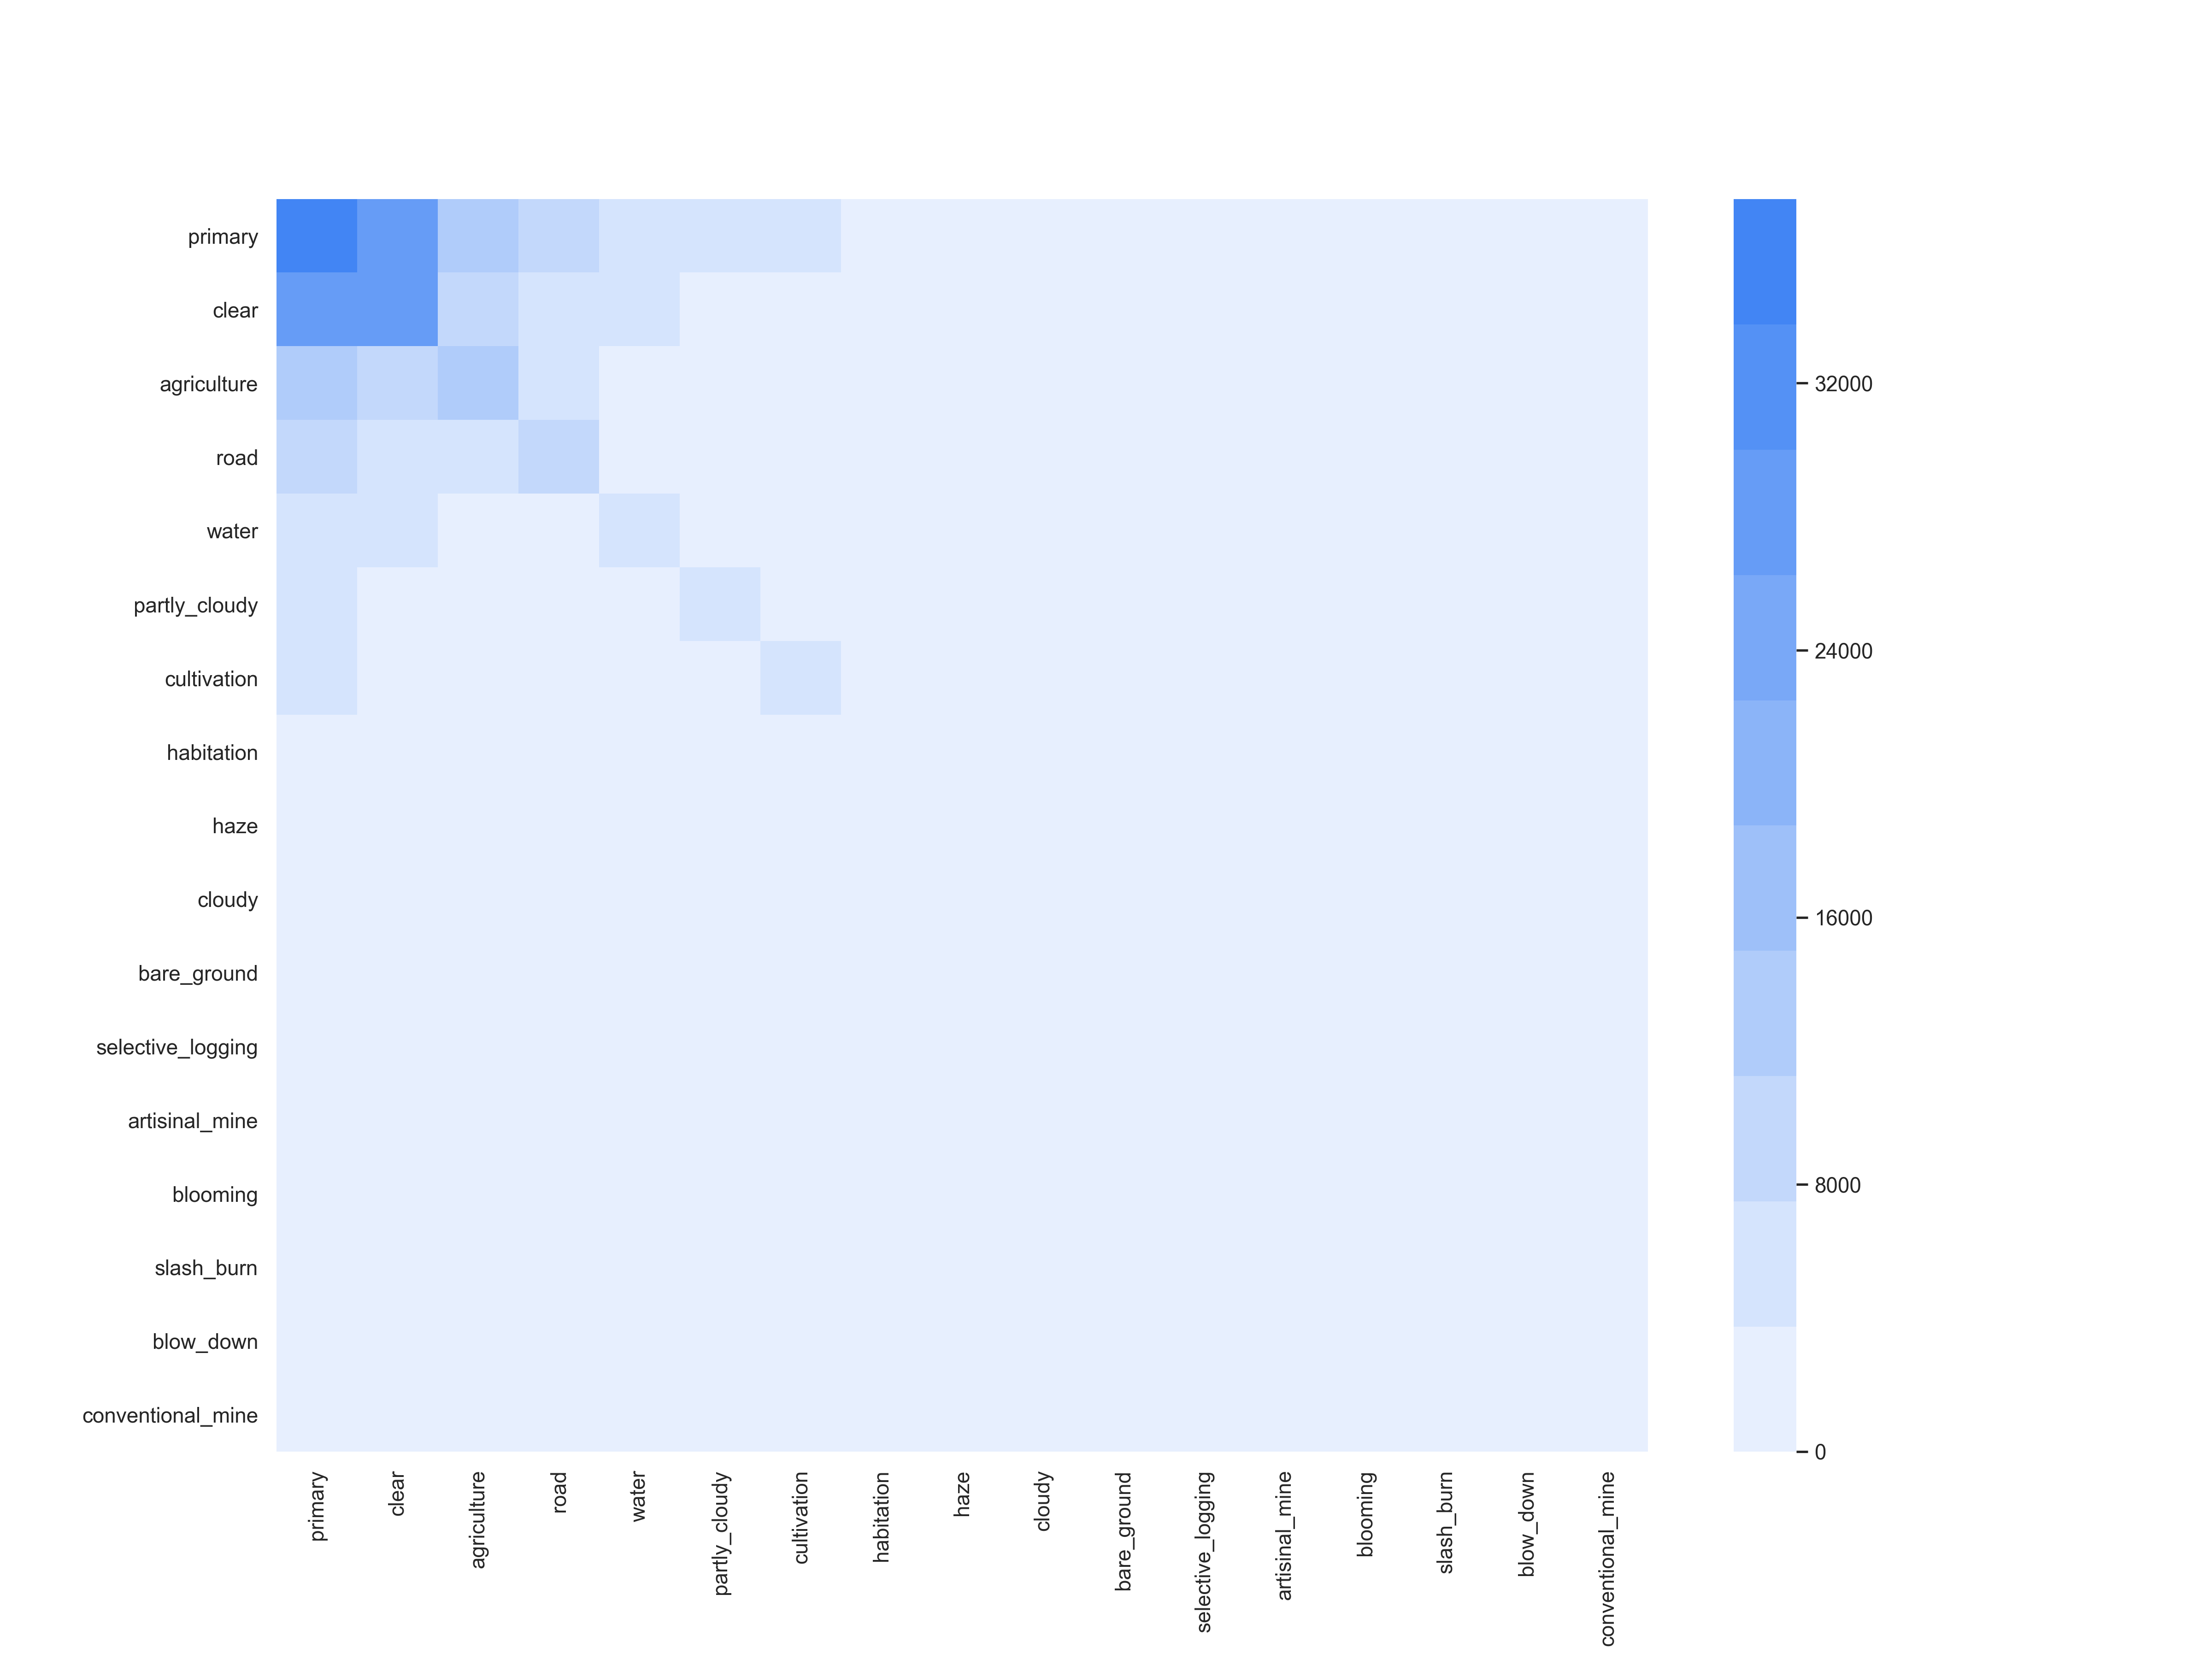 primary
clear
agriculture
road
water
partly_cloudy
cultivation
habitation
haze
cloudy
bare_ground
selective_logging
artisinal_mine
blooming
slash_burn
blow_down
conventional_mine
primary
clear
agriculture
road
water
partly_cloudy
cultivation
habitation
haze
cloudy
bare_ground
selective_logging
artisinal_mine
blooming
slash_burn
blow_down
conventional_mine
32000
24000
16000
8000
0